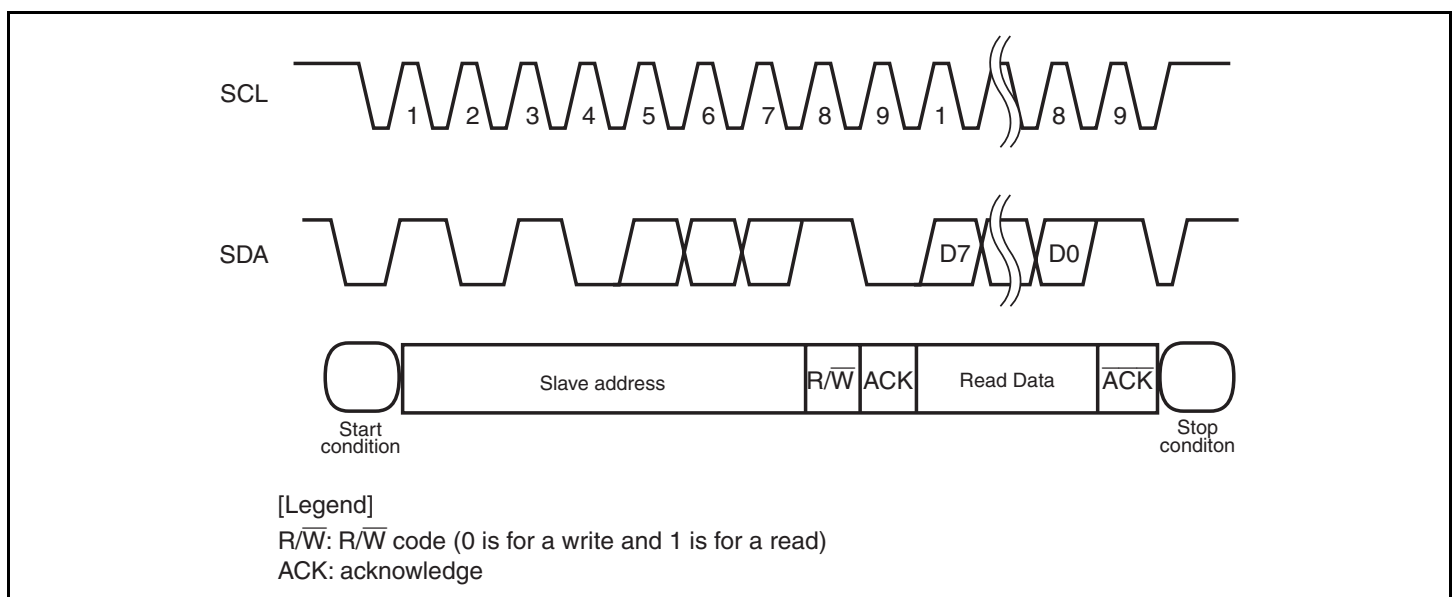 SCL
1 2 3 4 5 6 7 8 9 1 8 9
SDA
D7 D0
Slave address R/W̅ ACK Read Data A̅C̅K̅
Start
condition
Stop
conditon
[Legend]
R/W̅: R/W̅ code (0 is for a write and 1 is for a read)
ACK: acknowledge